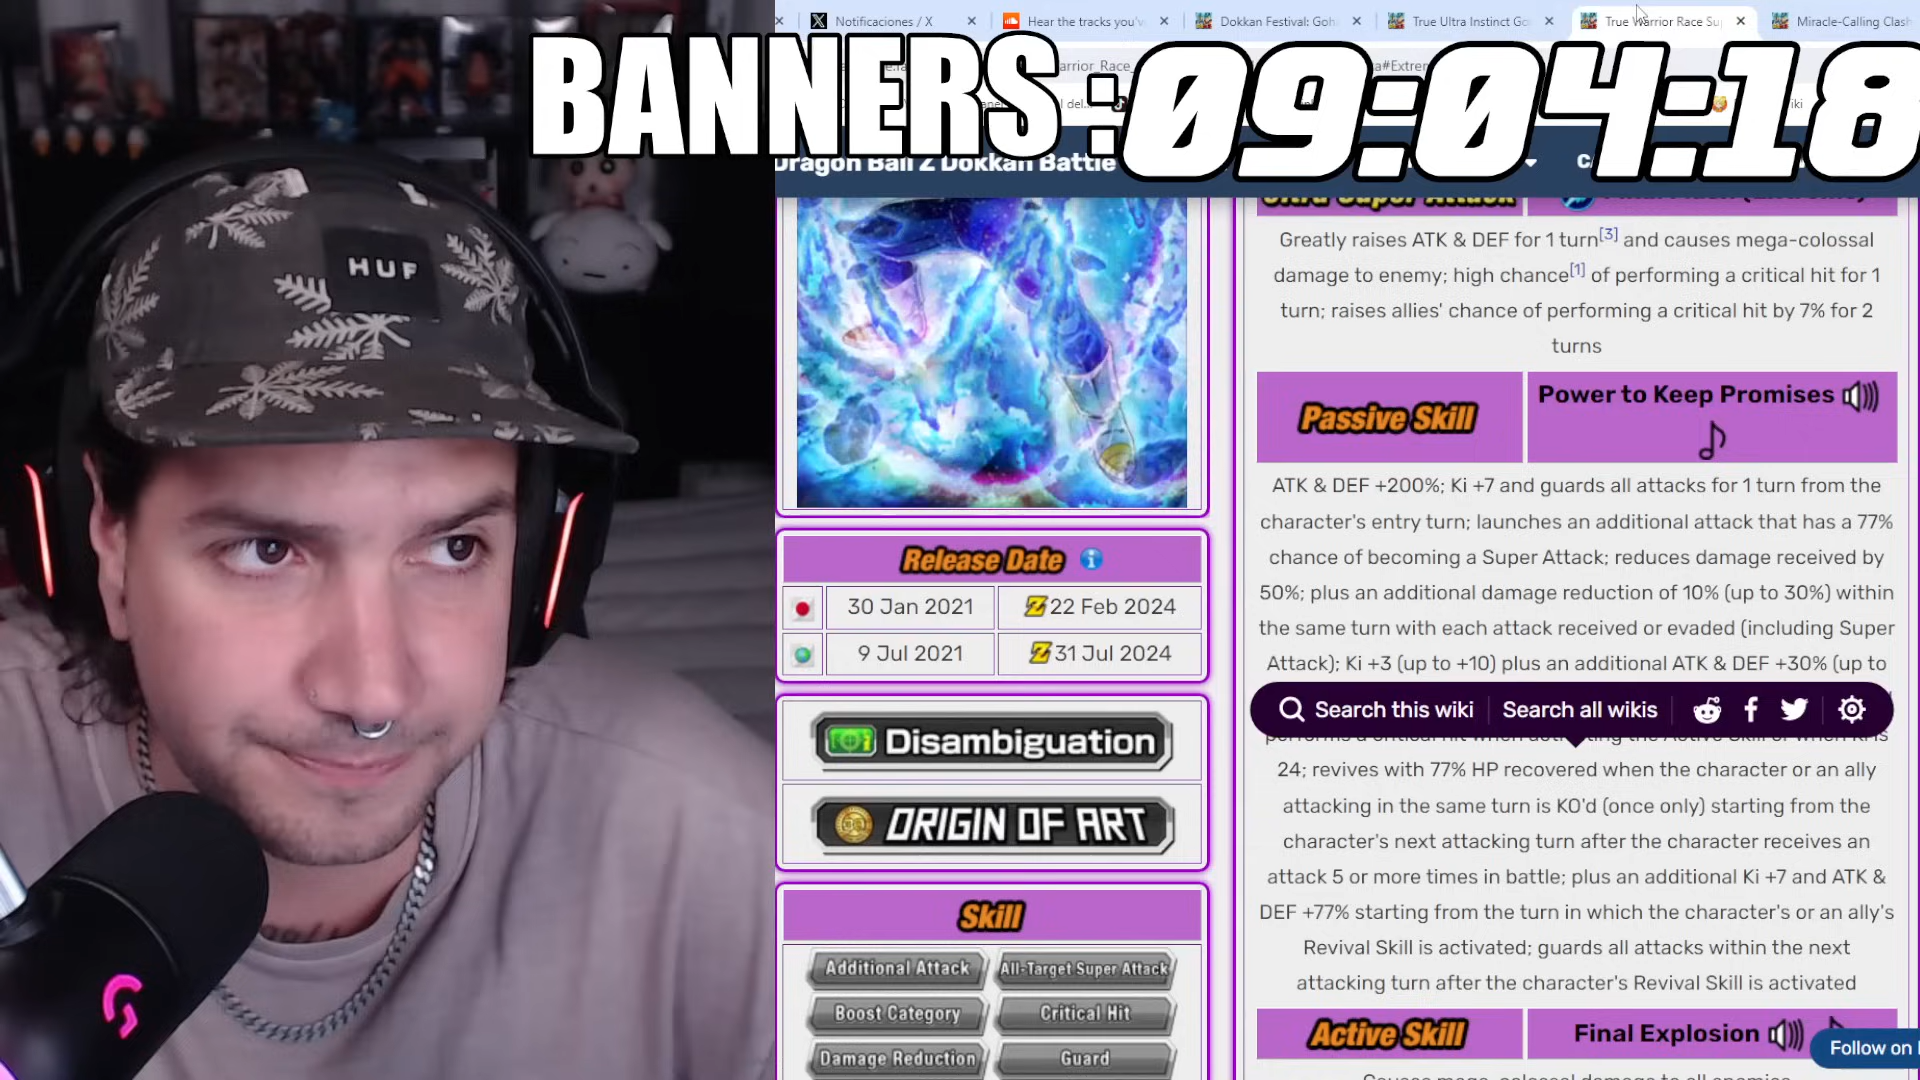 Notificaciones / X
Hear the tracks you'v
Dokkan Festival: Goh
True Ultra Instinct Go
True Warrior Race Su
Miracle-Calling Clash
BANNERS :09:04:18
arrior_Race_
a#Extrem
Dragon Ball Z Dokkan Battle
HUF
Ultra Super Attack
Greatly raises ATK & DEF for 1 turn[3] and causes mega-colossal
damage to enemy; high chance[1] of performing a critical hit for 1
turn; raises allies' chance of performing a critical hit by 7% for 2
turns
Passive Skill
Power to Keep Promises
ATK & DEF +200%; Ki +7 and guards all attacks for 1 turn from the
character's entry turn; launches an additional attack that has a 77%
chance of becoming a Super Attack; reduces damage received by
50%; plus an additional damage reduction of 10% (up to 30%) within
the same turn with each attack received or evaded (including Super
Attack); Ki +3 (up to +10) plus an additional ATK & DEF +30% (up to
Search this wiki
Search all wikis
24; revives with 77% HP recovered when the character or an ally
attacking in the same turn is KO'd (once only) starting from the
character's next attacking turn after the character receives an
attack 5 or more times in battle; plus an additional Ki +7 and ATK &
DEF +77% starting from the turn in which the character's or an ally's
Revival Skill is activated; guards all attacks within the next
attacking turn after the character's Revival Skill is activated
Active Skill
Final Explosion
Follow on
Release Date
30 Jan 2021
22 Feb 2024
9 Jul 2021
31 Jul 2024
Disambiguation
ORIGIN OF ART
Skill
Additional Attack
All-Target Super Attack
Boost Category
Critical Hit
Damage Reduction
Guard